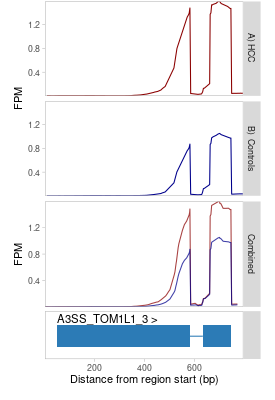 1.2
0.8
0.4
A) HCC
FPM
1.2
0.8
0.4
B) Controls
1.2
0.8
0.4
FPM
Combined
A3SS_TOM1L1_3 >
200 400 600
Distance from region start (bp)